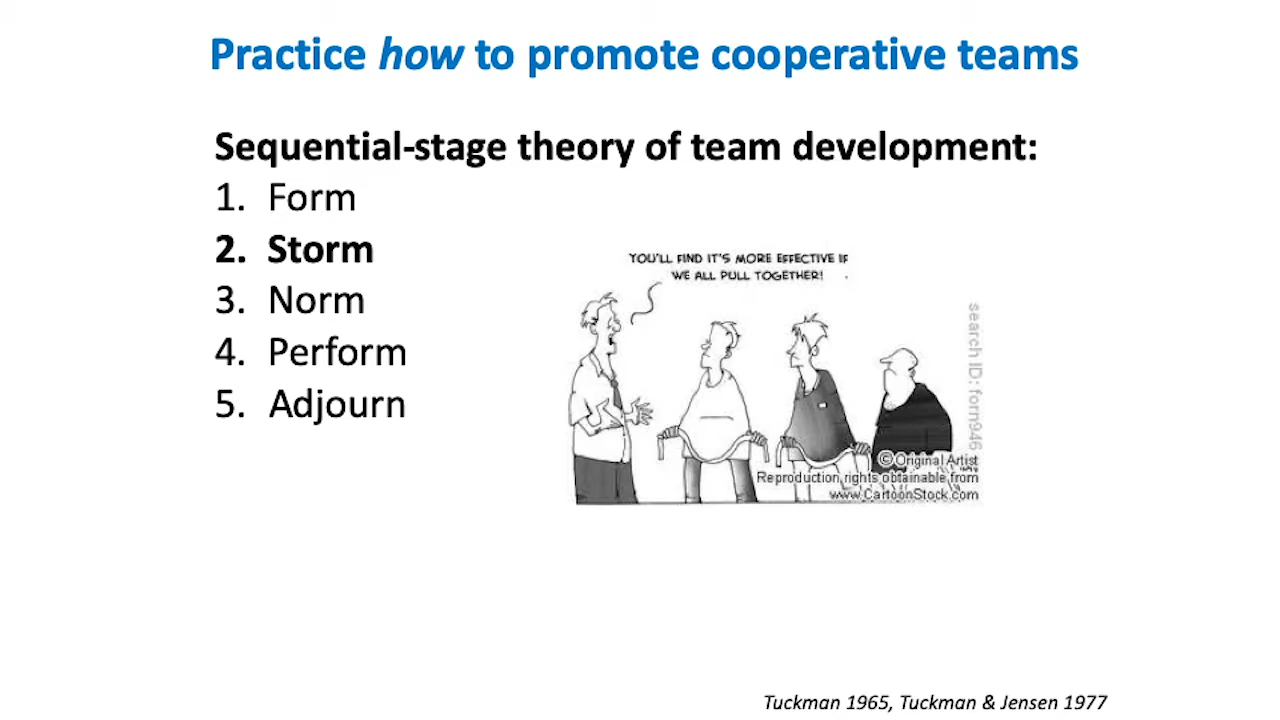 Practice how to promote cooperative teams
Sequential-stage theory of team development:
1. Form
2. Storm
3. Norm
4. Perform
5. Adjourn
YOU'LL FIND IT'S MORE EFFECTIVE IF
WE ALL PULL TOGETHER!
search ID: forn946
© Original Artist
Reproduction rights obtainable from
www.CartoonStock.com
Tuckman 1965, Tuckman & Jensen 1977